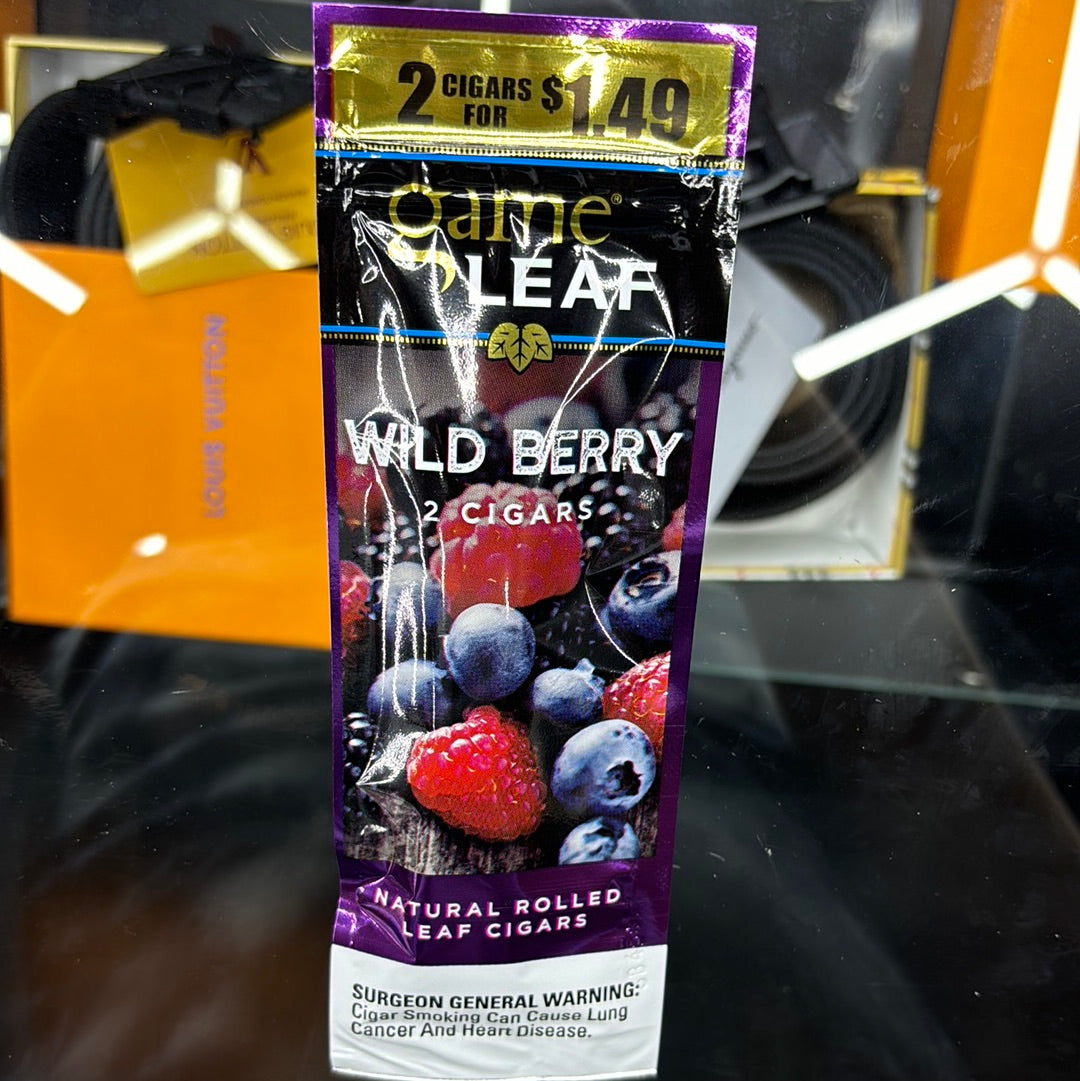 2 CIGARS FOR $1.49
game®
LEAF
WILD BERRY
2 CIGARS
NATURAL ROLLED
LEAF CIGARS
SURGEON GENERAL WARNING:
Cigar Smoking Can Cause Lung
Cancer And Heart Disease.
LOUIS VUITTON